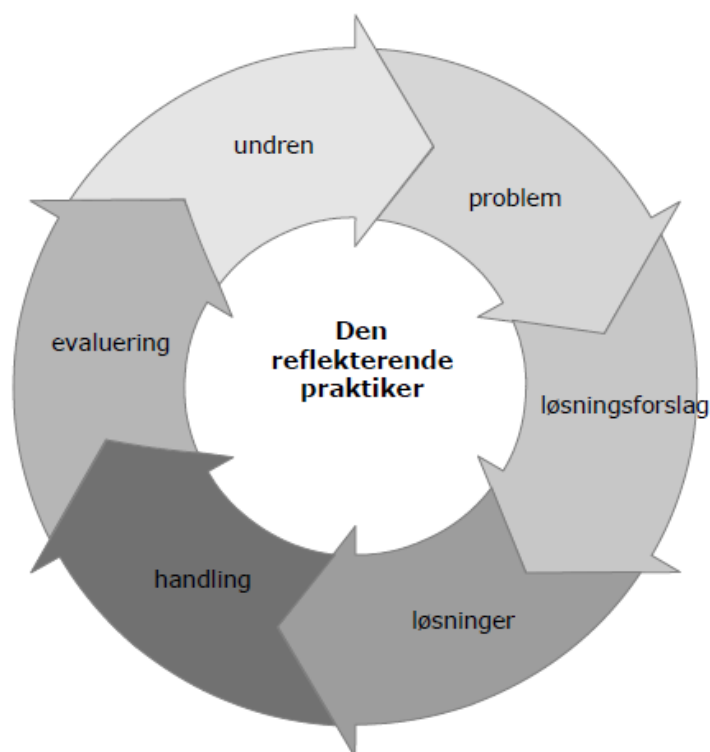 undren
problem
Den
reflekterende
praktiker
evaluering
løsningsforslag
handling
løsninger